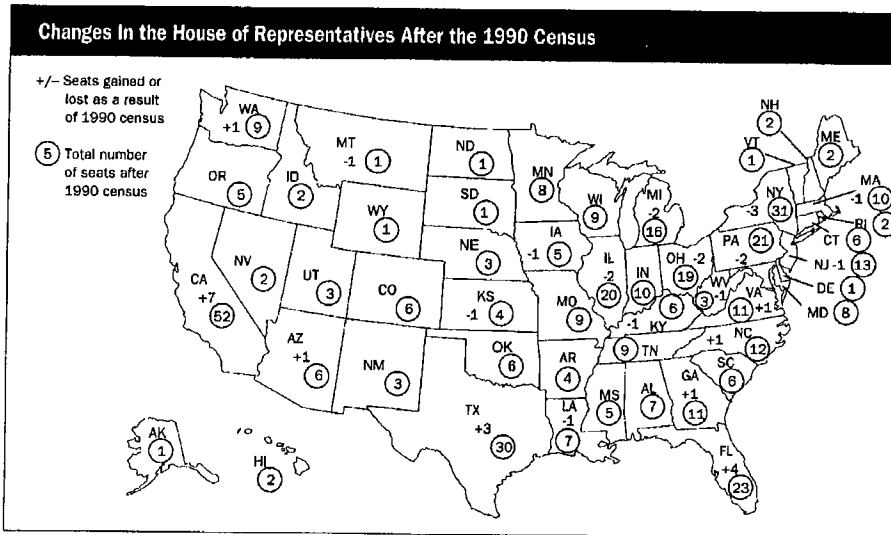 Changes In the House of Representatives After the 1990 Census
+/– Seats gained or
lost as a result
of 1990 census
5 Total number
of seats after
1990 census
WA
+1 9
OR
5
CA
+7
52
ID
2
NV
2
MT
-1 1
WY
1
UT
3
AZ
+1
6
CO
6
NM
3
ND
1
SD
1
NE
3
KS
-1 4
OK
6
TX
+3
30
MN
8
IA
-1 5
MO
9
AR
4
LA
-1
7
WI
9
IL
-2
20
MI
-2
16
IN
10
OH -2
19
KY
-1 6
9 TN
MS
5
AL
7
GA
+1
11
FL
+4
23
SC
6
NC
+1 12
VA
11 +1
WV
-1
3
PA 21
-2
NY
-3 31
VT
1
NH
2
ME
2
MA
-1 10
RI
2
CT 6
NJ -1 13
DE 1
MD 8
AK
1
HI
2